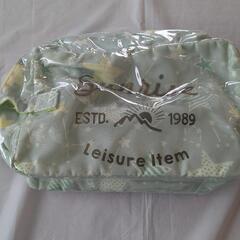 ESTD. 1989
Leisure Item